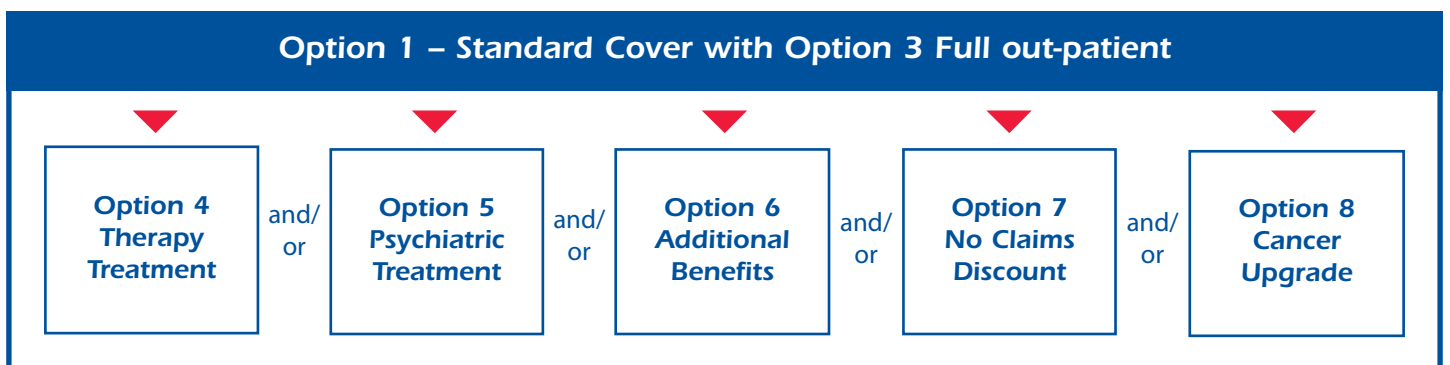 Option 1 – Standard Cover with Option 3 Full out-patient
Option 4
Therapy
Treatment
and/
or
Option 5
Psychiatric
Treatment
and/
or
Option 6
Additional
Benefits
and/
or
Option 7
No Claims
Discount
and/
or
Option 8
Cancer
Upgrade